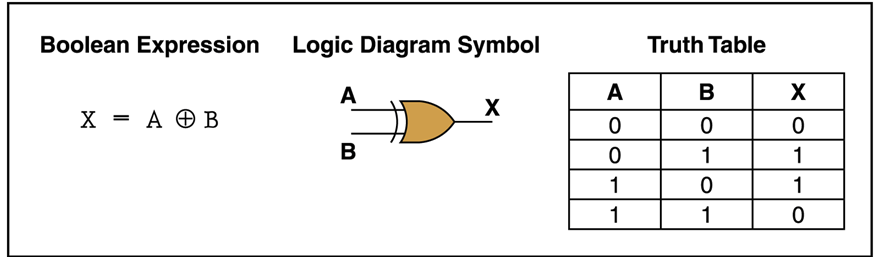 Boolean Expression
Logic Diagram Symbol
Truth Table
X = A ⊕ B
A
B
X
A B X
0 0 0
0 1 1
1 0 1
1 1 0